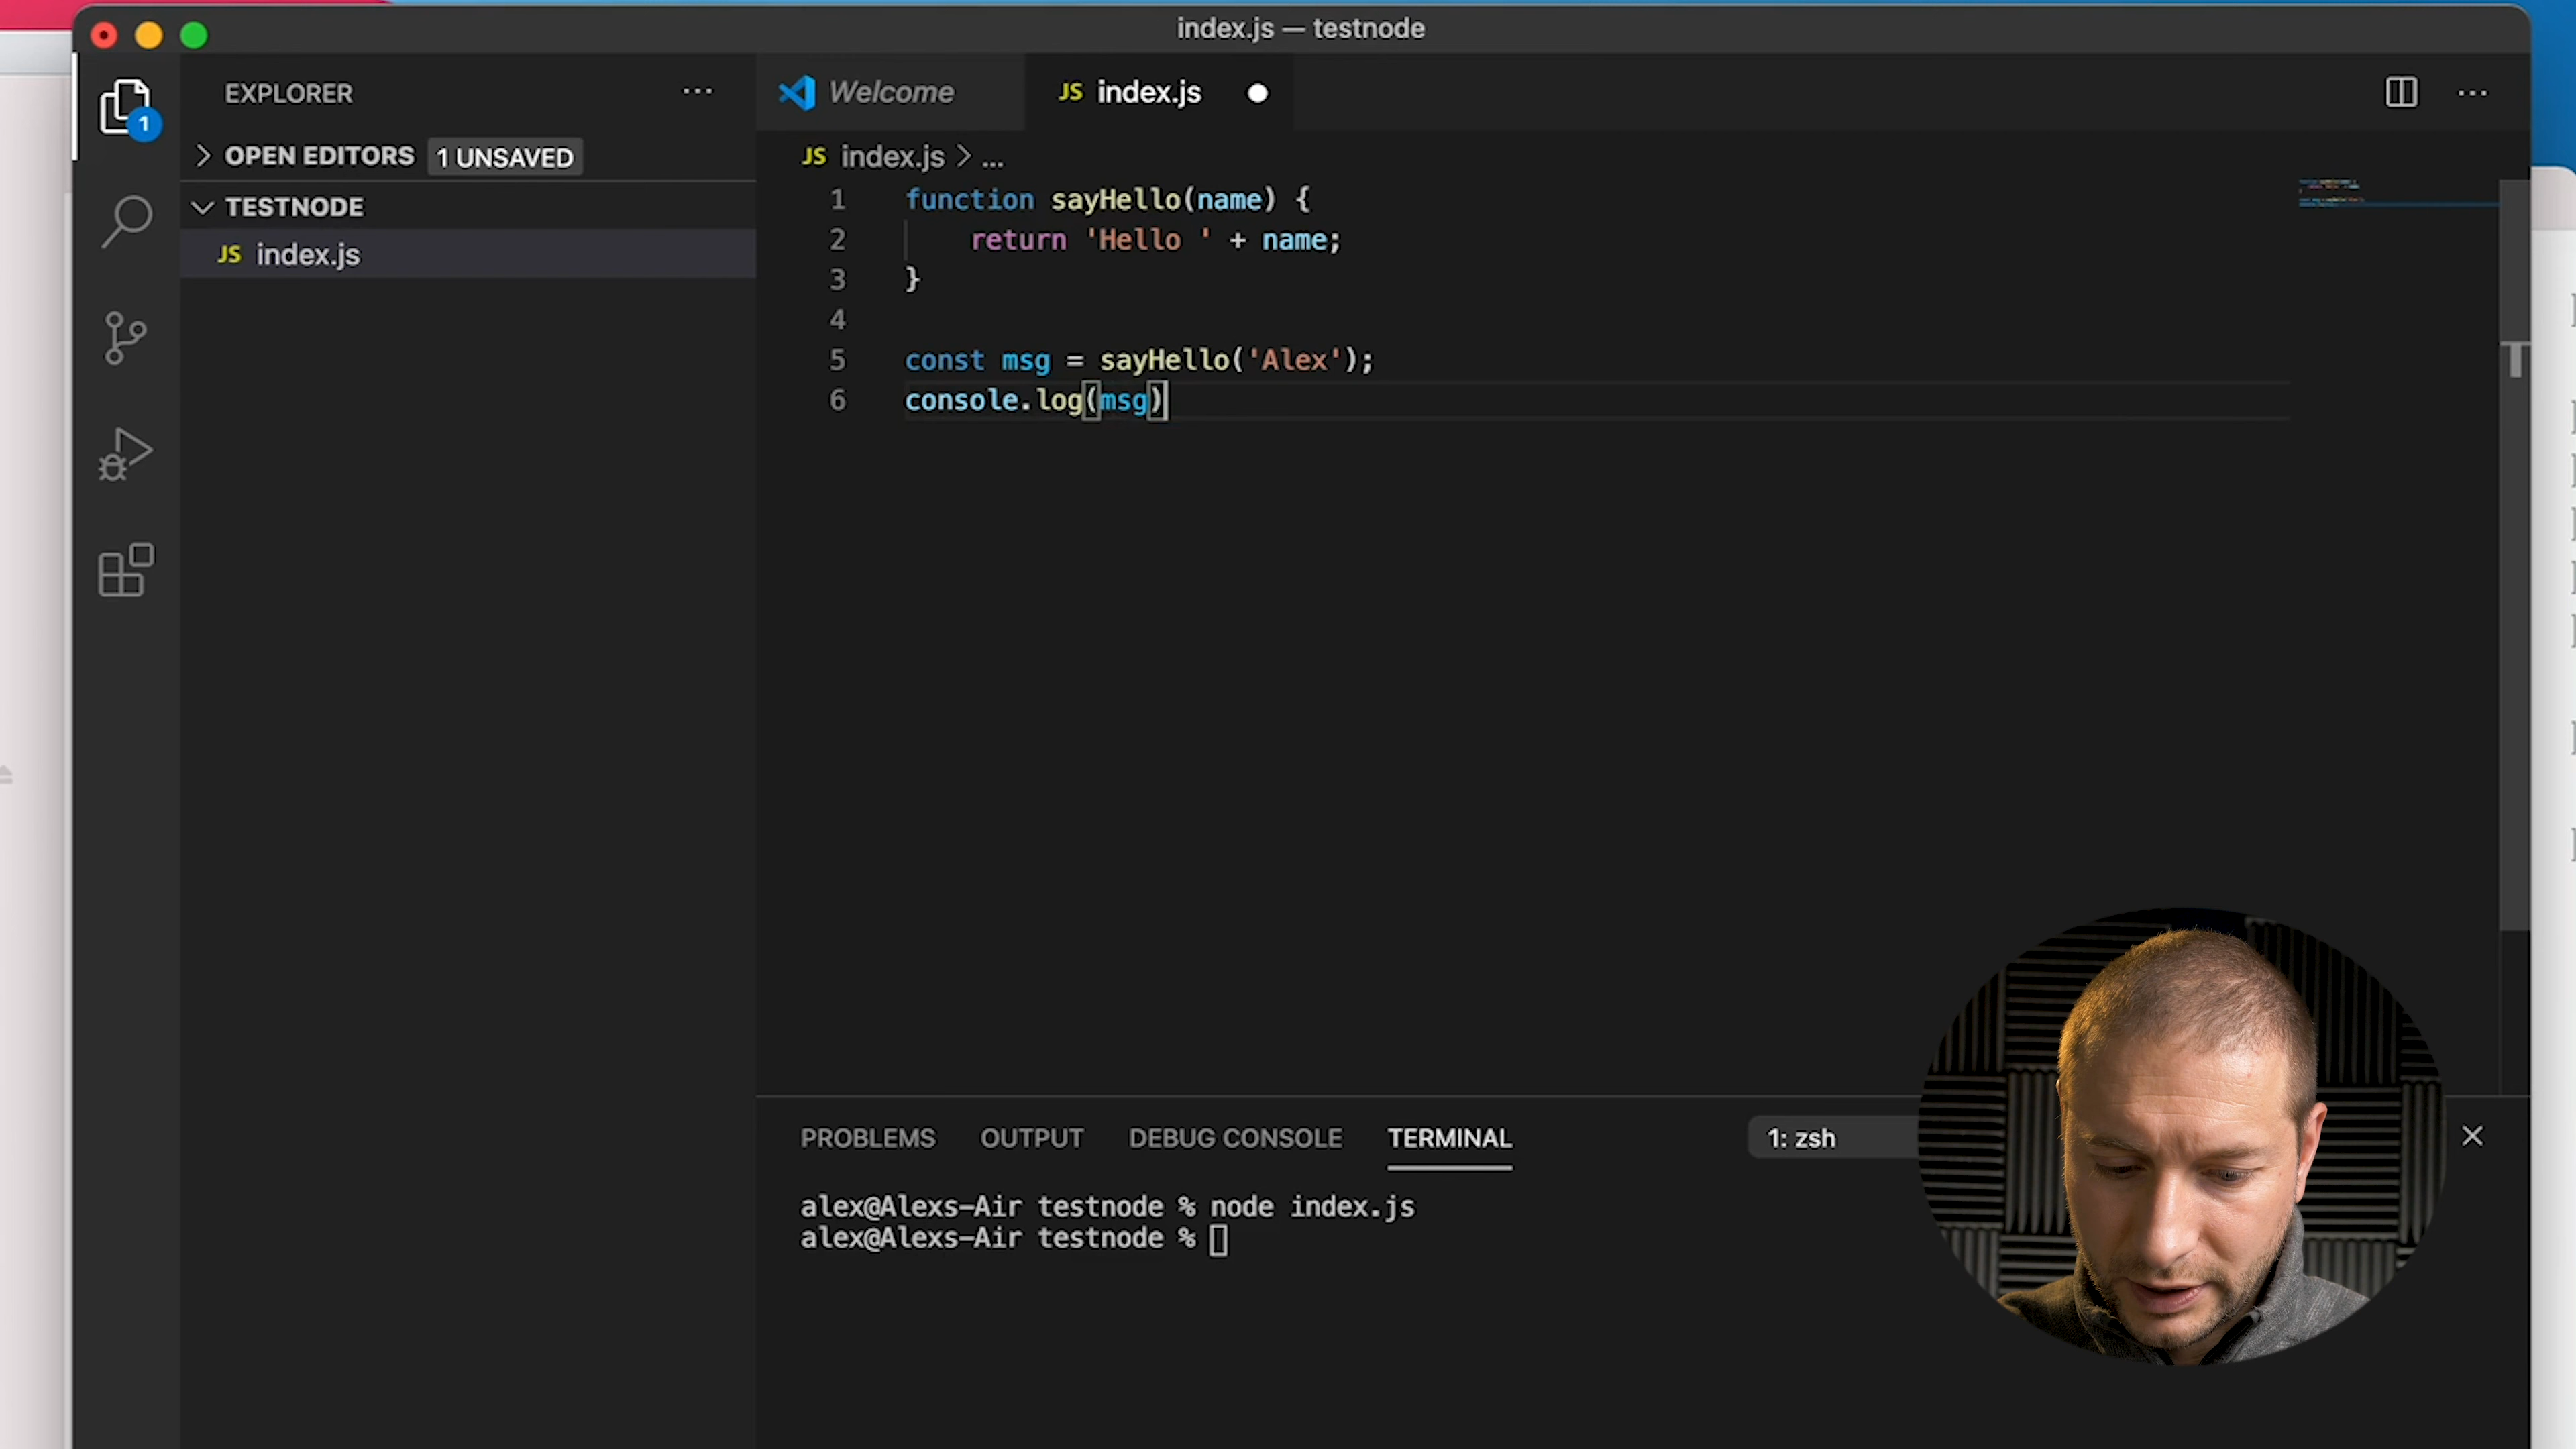 index.js — testnode
EXPLORER ...
Welcome
JS index.js
...
1
OPEN EDITORS 1 UNSAVED
JS index.js > ...
TESTNODE
JS index.js
1 function sayHello(name) {
2 return 'Hello ' + name;
3 }
4
5 const msg = sayHello('Alex');
6 console.log(msg)
PROBLEMS OUTPUT DEBUG CONSOLE TERMINAL 1: zsh
alex@Alexs-Air testnode % node index.js
alex@Alexs-Air testnode %